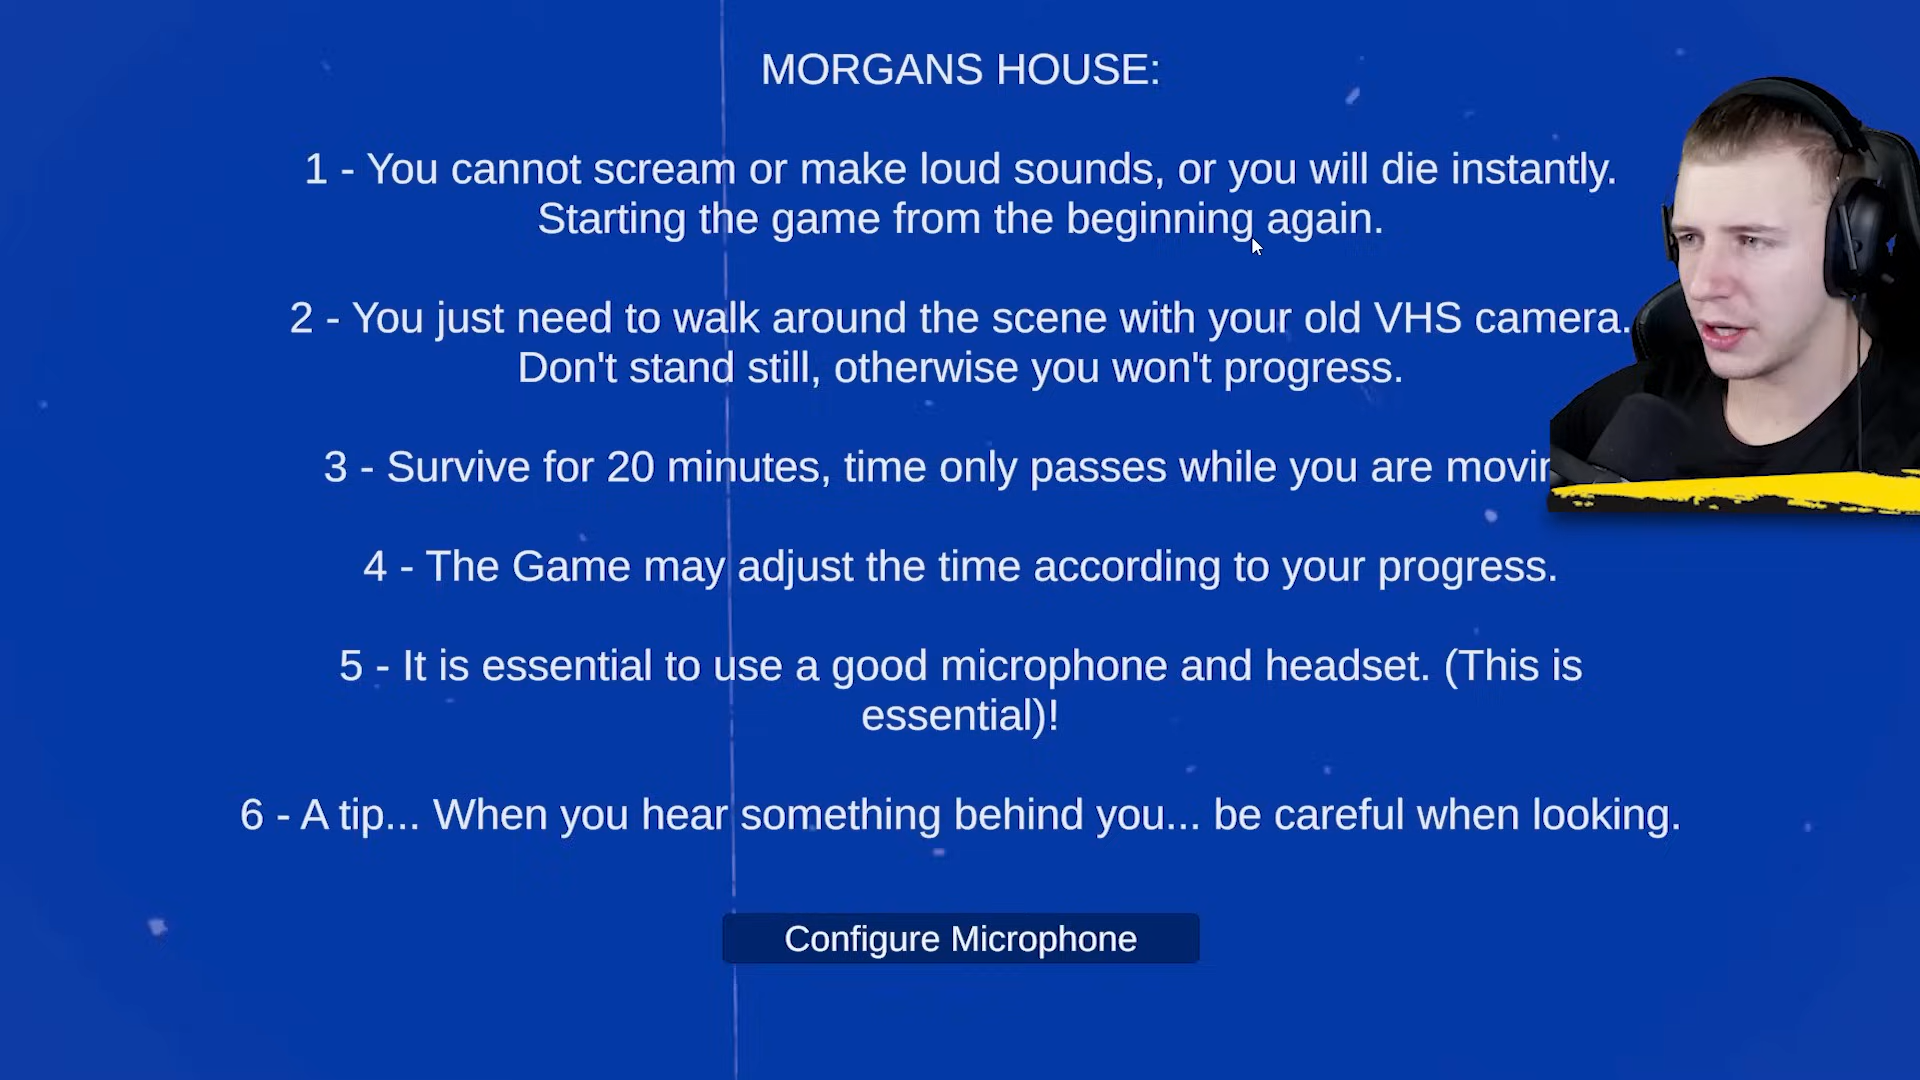 MORGANS HOUSE:
1 - You cannot scream or make loud sounds, or you will die instantly.
Starting the game from the beginning again.
2 - You just need to walk around the scene with your old VHS camera.
Don't stand still, otherwise you won't progress.
3 - Survive for 20 minutes, time only passes while you are
4 - The Game may adjust the time according to your progress.
5 - It is essential to use a good microphone and headset. (This is
essential)!
6 - A tip... When you hear something behind you... be careful when looking.
Configure Microphone